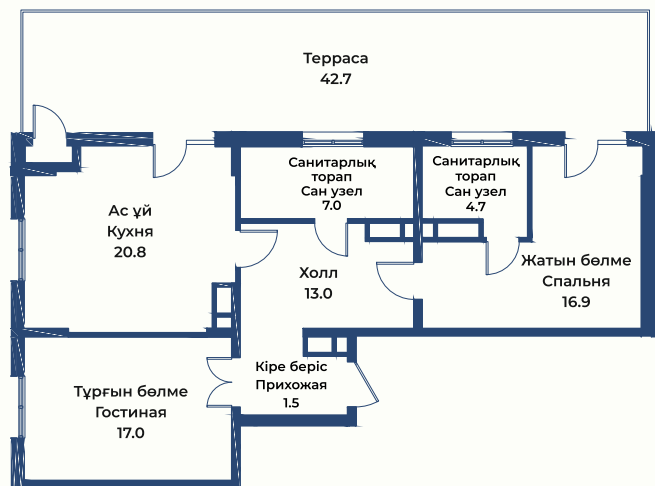 Терраса
42.7
Санитарлық
торап
Сан узел
7.0
Санитарлық
торап
Сан узел
4.7
Ас ұй
Кухня
20.8
Холл
13.0
Жатын бөлме
Спальня
16.9
Кіре беріс
Прихожая
1.5
Тұрғын бөлме
Гостиная
17.0